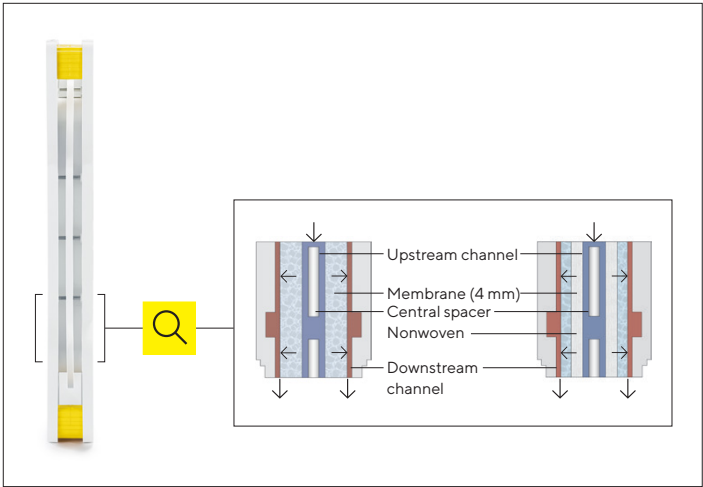 Upstream channel
Membrane (4 mm)
Central spacer
Nonwoven
Downstream
channel